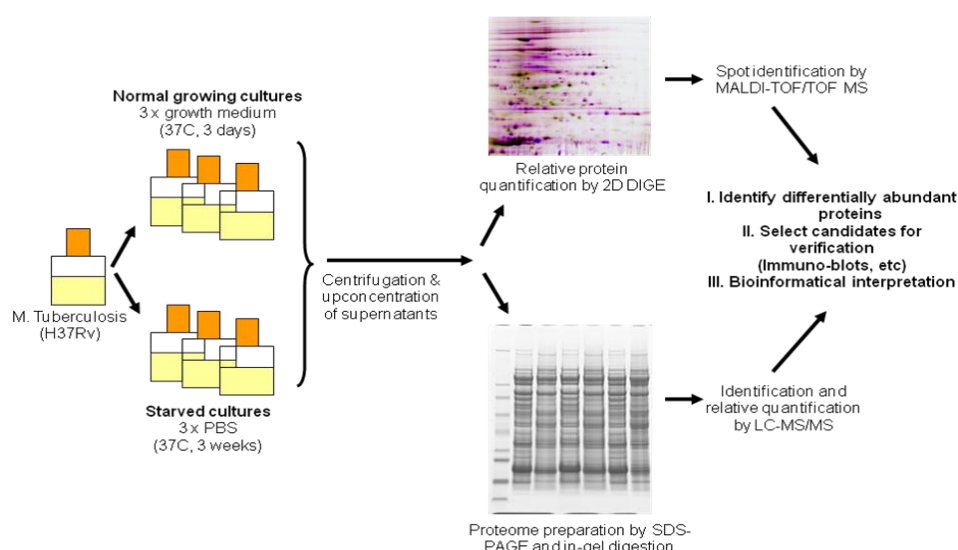 Normal growing cultures
3 x growth medium
(37C, 3 days)
M. Tuberculosis
(H37Rv)
Starved cultures
3 x PBS
(37C, 3 weeks)
Centrifugation &
upconcentration
of supernatants
Relative protein
quantification by 2D DIGE
Spot identification by
MALDI-TOF/TOF MS
I. Identify differentially abundant
proteins
II. Select candidates for
verification
(Immuno-blots, etc)
III. Bioinformatical interpretation
Identification and
relative quantification
by LC-MS/MS
Proteome preparation by SDS-
PAGE and in-gel digestion